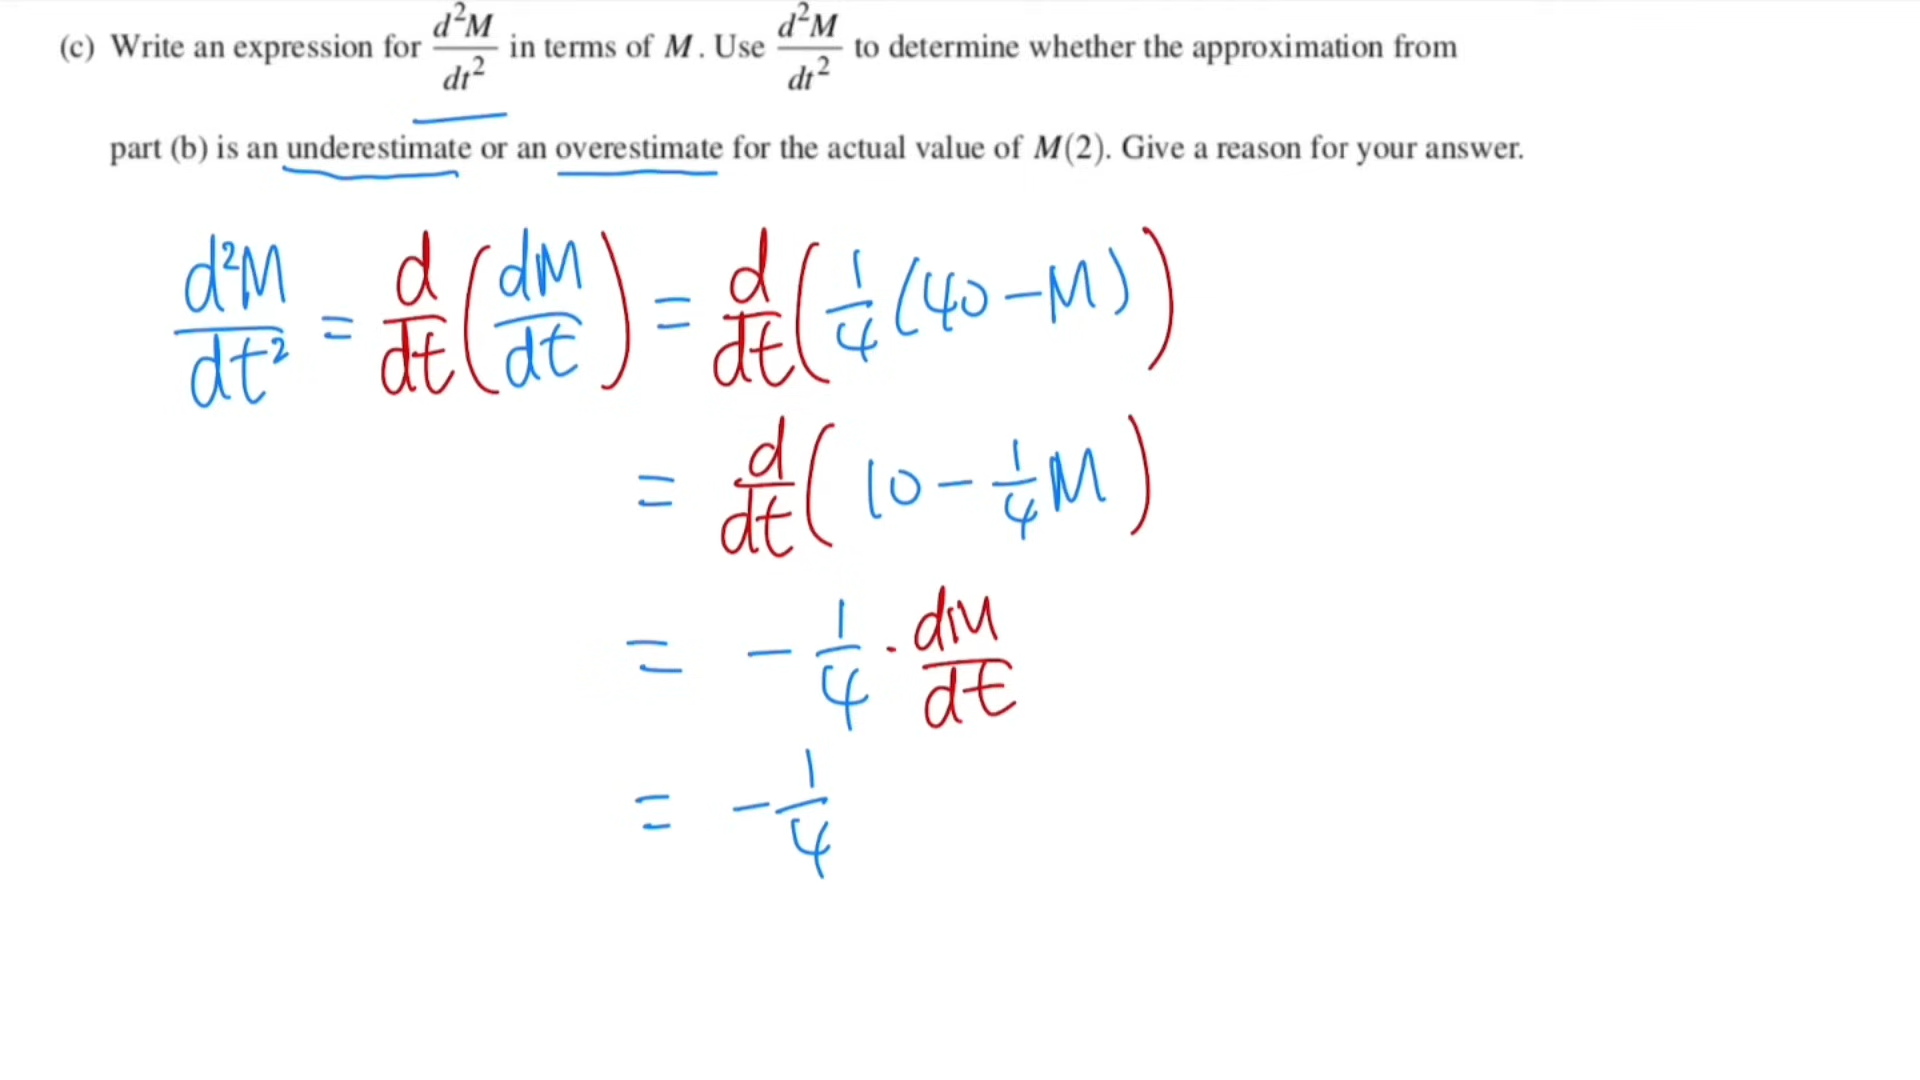 (c) Write an expression for d²M/dt² in terms of M. Use d²M/dt² to determine whether the approximation from
part (b) is an underestimate or an overestimate for the actual value of M(2). Give a reason for your answer.
d²M/dt² = d/dt(dM/dt) = d/dt(1/4(40-M))
= d/dt(10-1/4M)
= -1/4·dM/dt
= -1/4